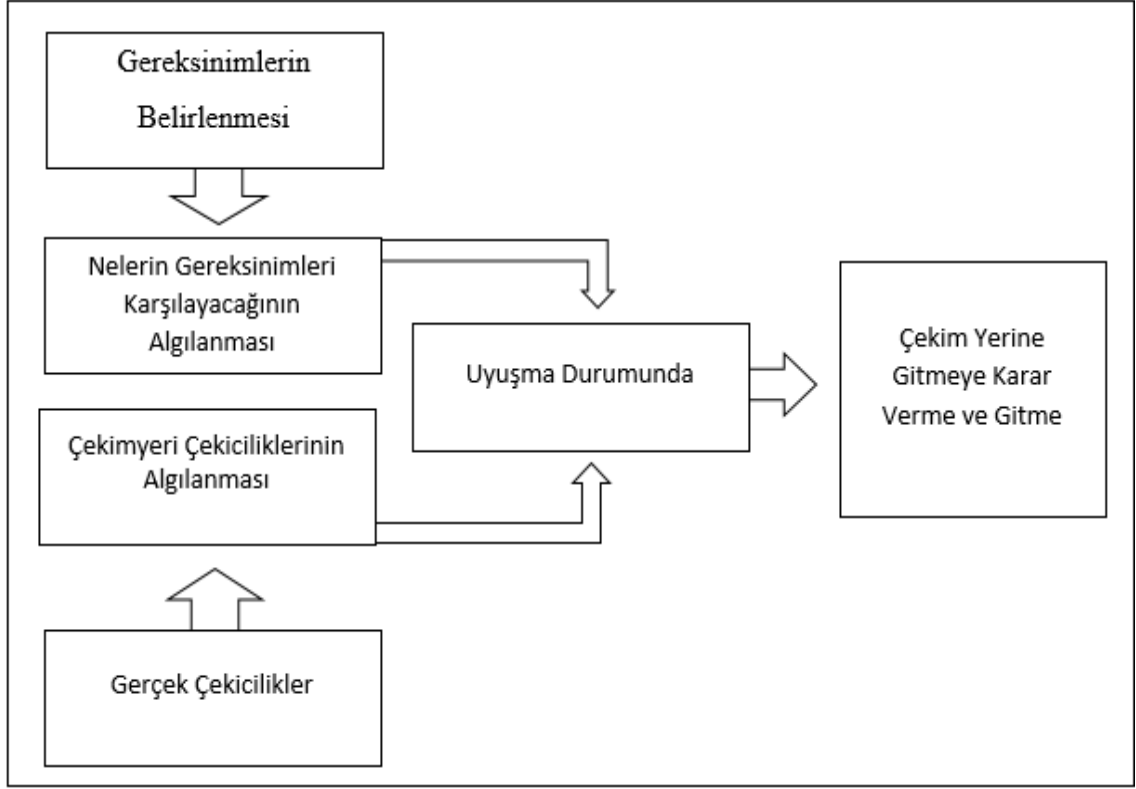 Gereksinimlerin
Belirlenmesi
Nelerin Gereksinimleri
Karşılayacağının
Algılanması
Çekimyeri Çekiciliklerinin
Algılanması
Gerçek Çekicilikler
Uyuşma Durumunda
Çekim Yerine
Gitmeye Karar
Verme ve Gitme